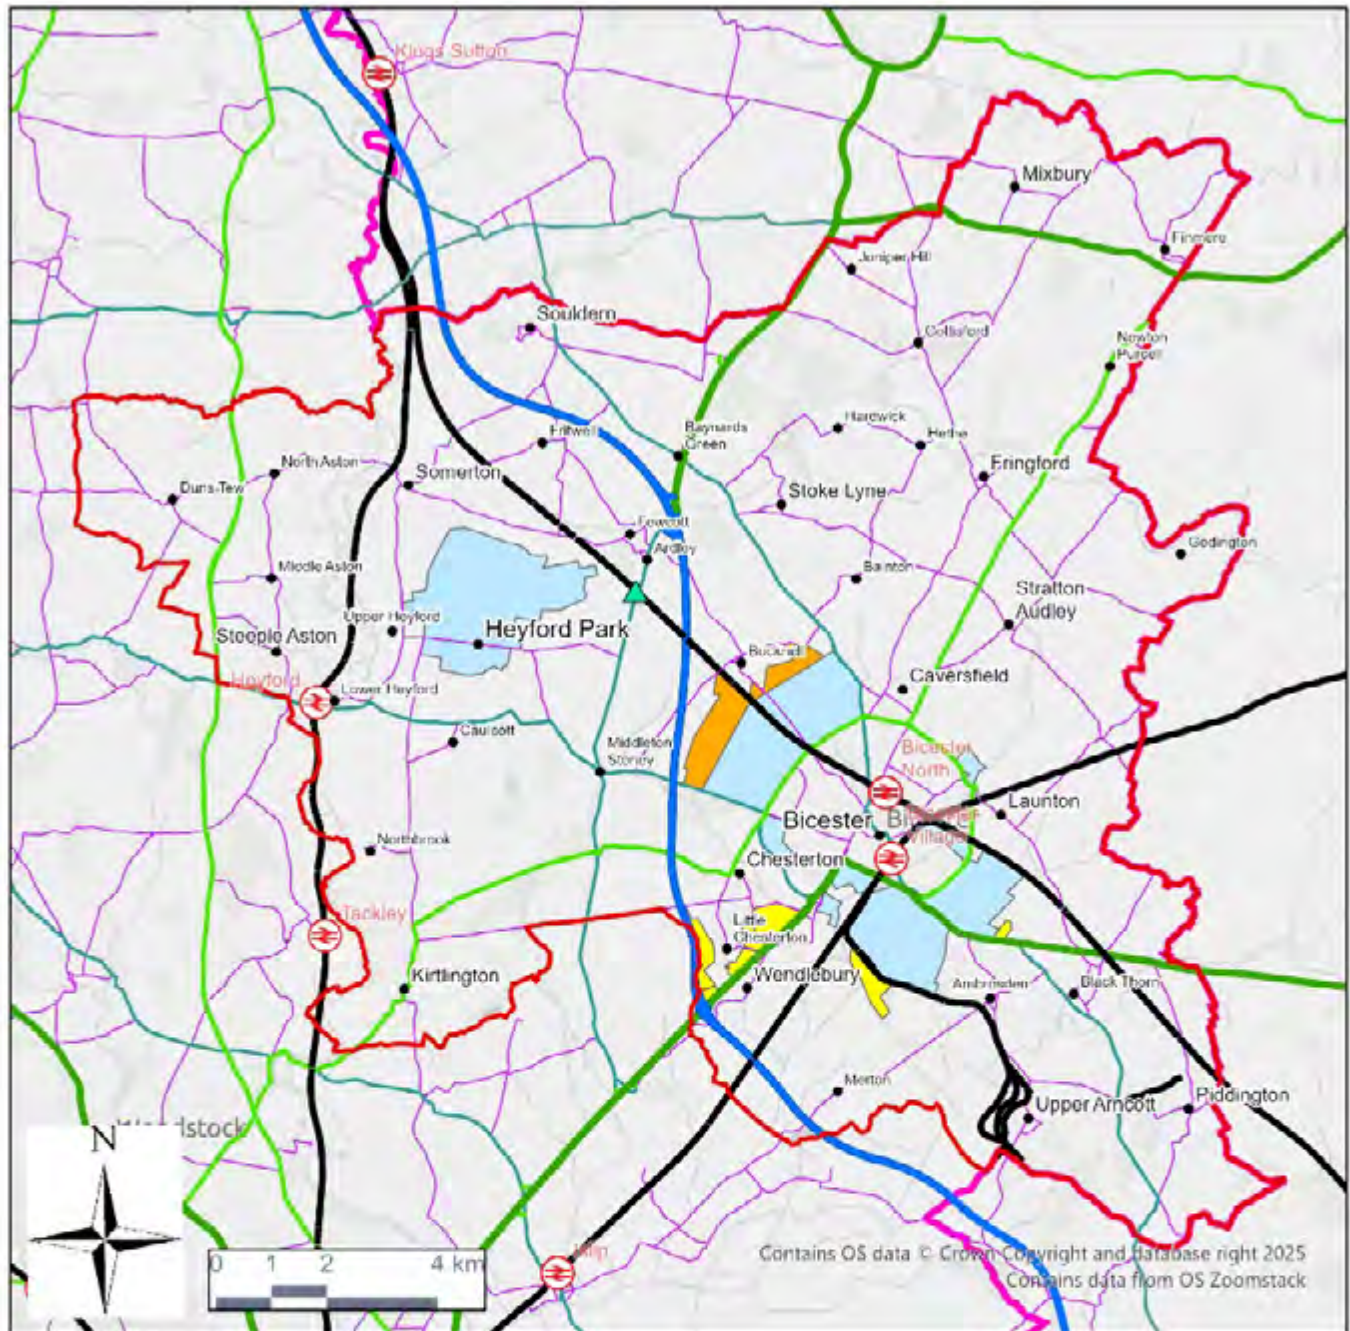 Kings Sutton
Mixbury
Finmere
Juniper Hill
Souldern
Cottisford
Newton
Purcell
Hardwick
Baynards
Green
Fritwell
Hethe
Fringford
North Aston
Somerton
Duns Tew
Stoke Lyne
Fewcott
Ardley
Godington
Middle Aston
Bainton
Stratton
Audley
Upper Heyford
Heyford Park
Steeple Aston
Bucknell
Caversfield
Heyford
Lower Heyford
Caulcott
Middleton
Stoney
Bicester
North
Launton
Bicester
Village
Northbrook
Chesterton
Tackley
Little
Chesterton
Kirtlington
Wendlebury
Ambrosden
Black Thorn
Merton
Upper Arncott
Piddington
Woodstock
N
0 1 2 4 km
Islip
Contains OS data © Crown Copyright and database right 2025
Contains data from OS Zoomstack